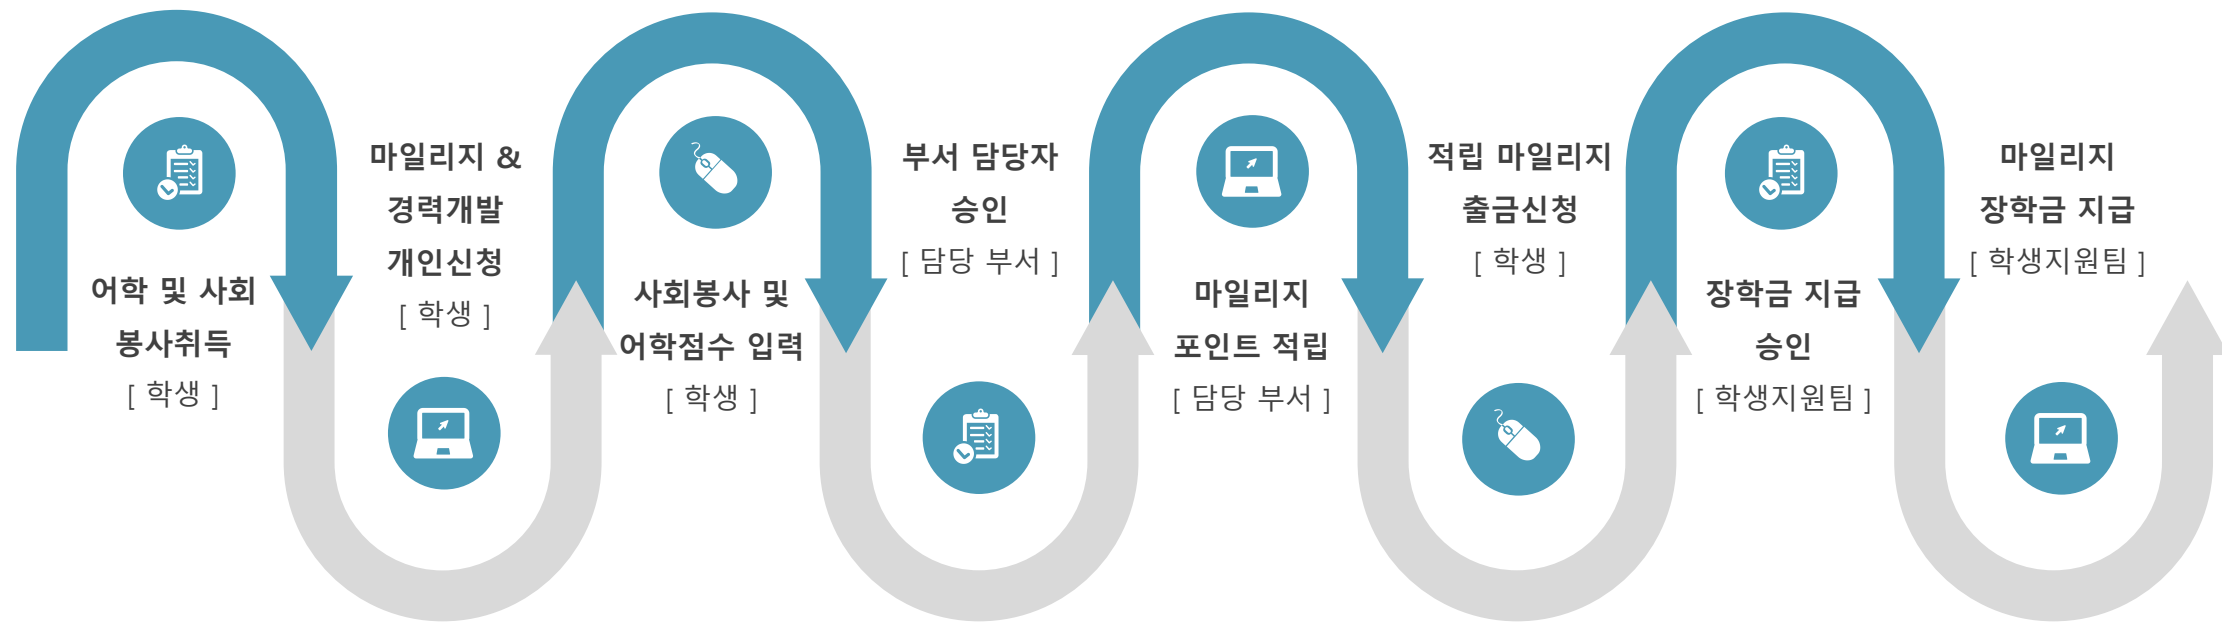 어학 및 사회
봉사취득
[ 학생 ]
마일리지 &
경력개발
개인신청
[ 학생 ]
사회봉사 및
어학점수 입력
[ 학생 ]
부서 담당자
승인
[ 담당 부서 ]
마일리지
포인트 적립
[ 담당 부서 ]
적립 마일리지
출금신청
[ 학생 ]
장학금 지급
승인
[ 학생지원팀 ]
마일리지
장학금 지급
[ 학생지원팀 ]